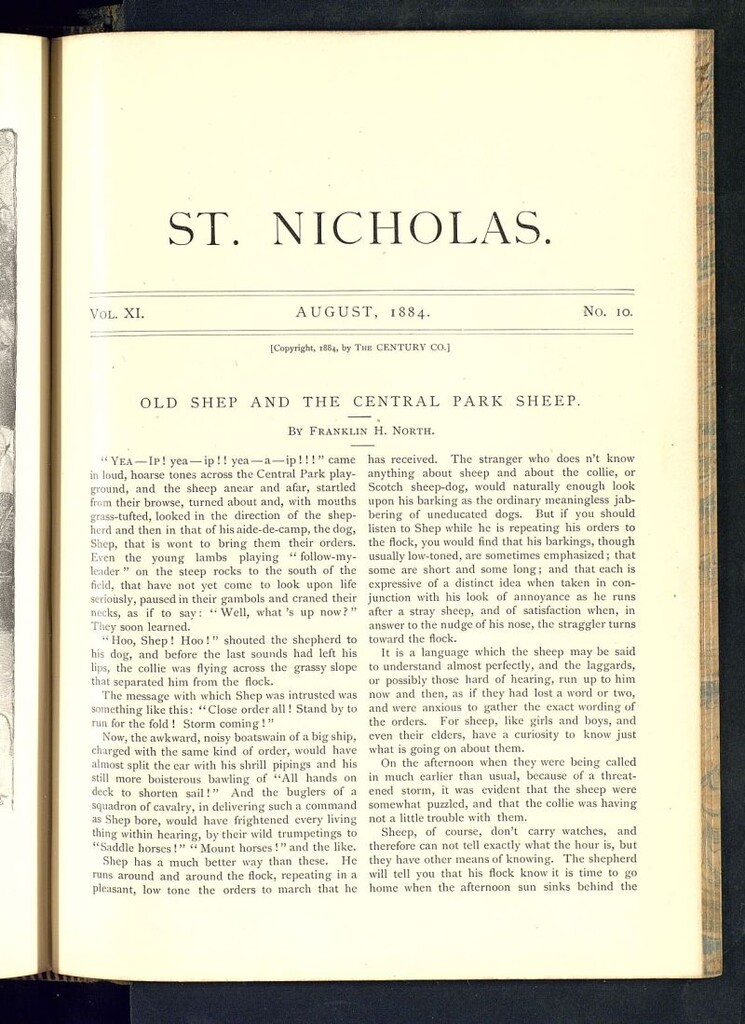 ST. NICHOLAS.
VOL. XI.
AUGUST, 1884.
No. 10.
[Copyright, 1884, by THE CENTURY CO.]
OLD SHEP AND THE CENTRAL PARK SHEEP.
BY FRANKLIN H. NORTH.
"YEA—IP! yea—ip!! yea—a—ip!!!" came
in loud, hoarse tones across the Central Park play-
ground, and the sheep anear and afar, startled
from their browse, turned about and, with mouths
grass-tufted, looked in the direction of the shep-
herd and then in that of his aide-de-camp, the dog,
Shep, that is wont to bring them their orders.
Even the young lambs playing "follow-my-
leader" on the steep rocks to the south of the
field, that have not yet come to look upon life
seriously, paused in their gambols and craned their
necks, as if to say: "Well, what 's up now?"
They soon learned.
"Hoo, Shep! Hoo!" shouted the shepherd to
his dog, and before the last sounds had left his
lips, the collie was flying across the grassy slope
that separated him from the flock.
The message with which Shep was intrusted was
something like this: "Close order all! Stand by to
run for the fold! Storm coming!"
Now, the awkward, noisy boatswain of a big ship,
charged with the same kind of order, would have
almost split the ear with his shrill pipings and his
still more boisterous bawling of "All hands on
deck to shorten sail!" And the buglers of a
squadron of cavalry, in delivering such a command
as Shep bore, would have frightened every living
thing within hearing, by their wild trumpetings to
"Saddle horses!" "Mount horses!" and the like.
Shep has a much better way than these. He
runs around and around the flock, repeating in a
pleasant, low tone the orders to march that he
has received. The stranger who does n't know
anything about sheep and about the collie, or
Scotch sheep-dog, would naturally enough look
upon his barking as the ordinary meaningless jab-
bering of uneducated dogs. But if you should
listen to Shep while he is repeating his orders to
the flock, you would find that his barkings, though
usually low-toned, are sometimes emphasized; that
some are short and some long; and that each is
expressive of a distinct idea when taken in con-
junction with his look of annoyance as he runs
after a stray sheep, and of satisfaction when, in
answer to the nudge of his nose, the straggler turns
toward the flock.
It is a language which the sheep may be said
to understand almost perfectly, and the laggards,
or possibly those hard of hearing, run up to him
now and then, as if they had lost a word or two,
and were anxious to gather the exact wording of
the orders. For sheep, like girls and boys, and
even their elders, have a curiosity to know just
what is going on about them.
On the afternoon when they were being called
in much earlier than usual, because of a threat-
ened storm, it was evident that the sheep were
somewhat puzzled, and that the collie was having
not a little trouble with them.
Sheep, of course, don't carry watches, and
therefore can not tell exactly what the hour is, but
they have other means of knowing. The shepherd
will tell you that his flock know it is time to go
home when the afternoon sun sinks behind the